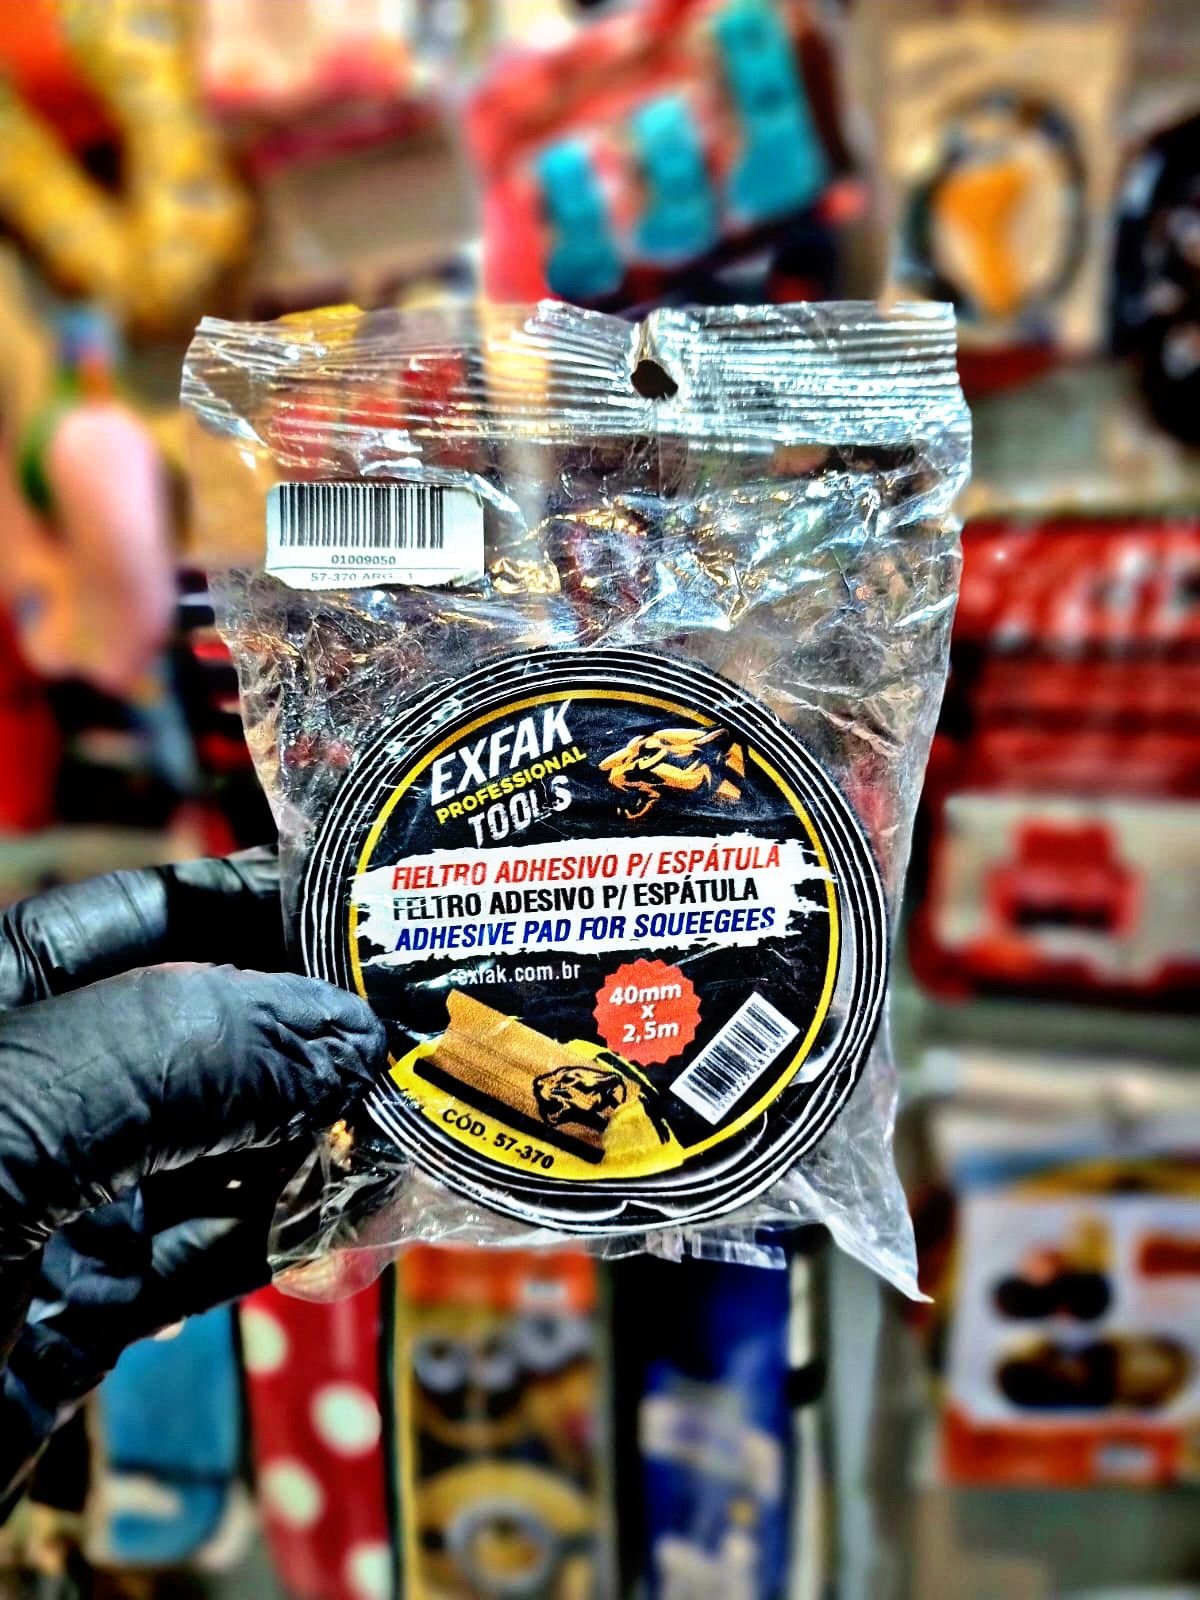 01009050
57-370 ARG - 1
EXFAK
PROFESSIONAL
TOOLS
FIELTRO ADHESIVO P/ ESPÁTULA
FELTRO ADESIVO P/ ESPÁTULA
ADHESIVE PAD FOR SQUEEGEES
exfak.com.br
40mm
x
2,5m
CÓD. 57-370